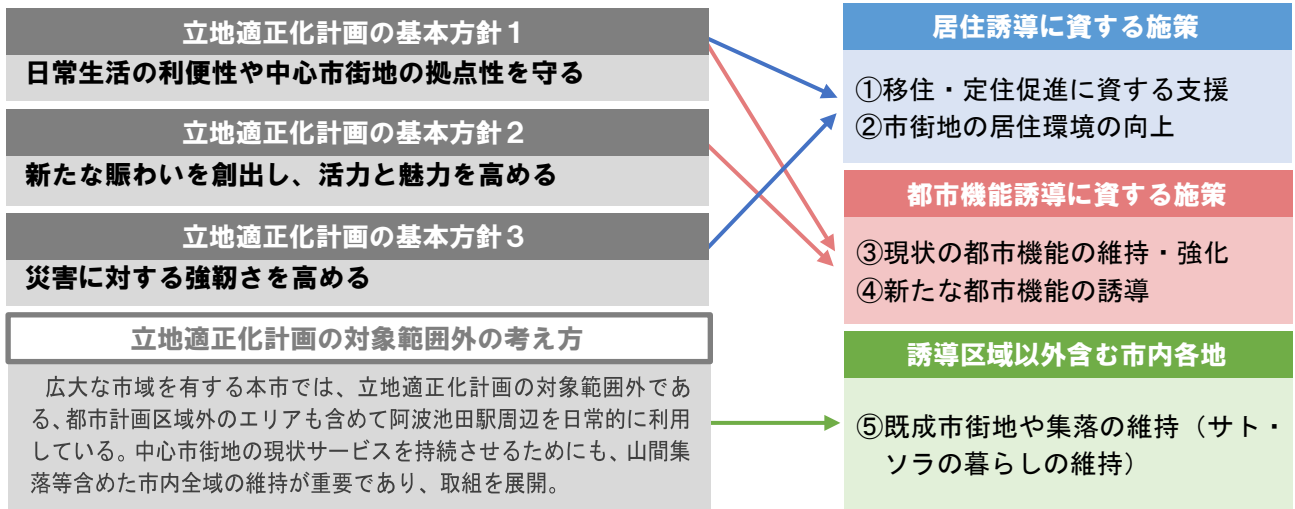 立地適正化計画の基本方針１
日常生活の利便性や中心市街地の拠点性を守る
立地適正化計画の基本方針２
新たな賑わいを創出し、活力と魅力を高める
立地適正化計画の基本方針３
災害に対する強靱さを高める
立地適正化計画の対象範囲外の考え方
広大な市域を有する本市では、立地適正化計画の対象範囲外であ
る、都市計画区域外のエリアも含めて阿波池田駅周辺を日常的に利用
している。中心市街地の現状サービスを持続させるためにも、山間集
落等含めた市内全域の維持が重要であり、取組を展開。
居住誘導に資する施策
①移住・定住促進に資する支援
②市街地の居住環境の向上
都市機能誘導に資する施策
③現状の都市機能の維持・強化
④新たな都市機能の誘導
誘導区域以外含む市内各地
⑤既成市街地や集落の維持（サト・
ソラの暮らしの維持）